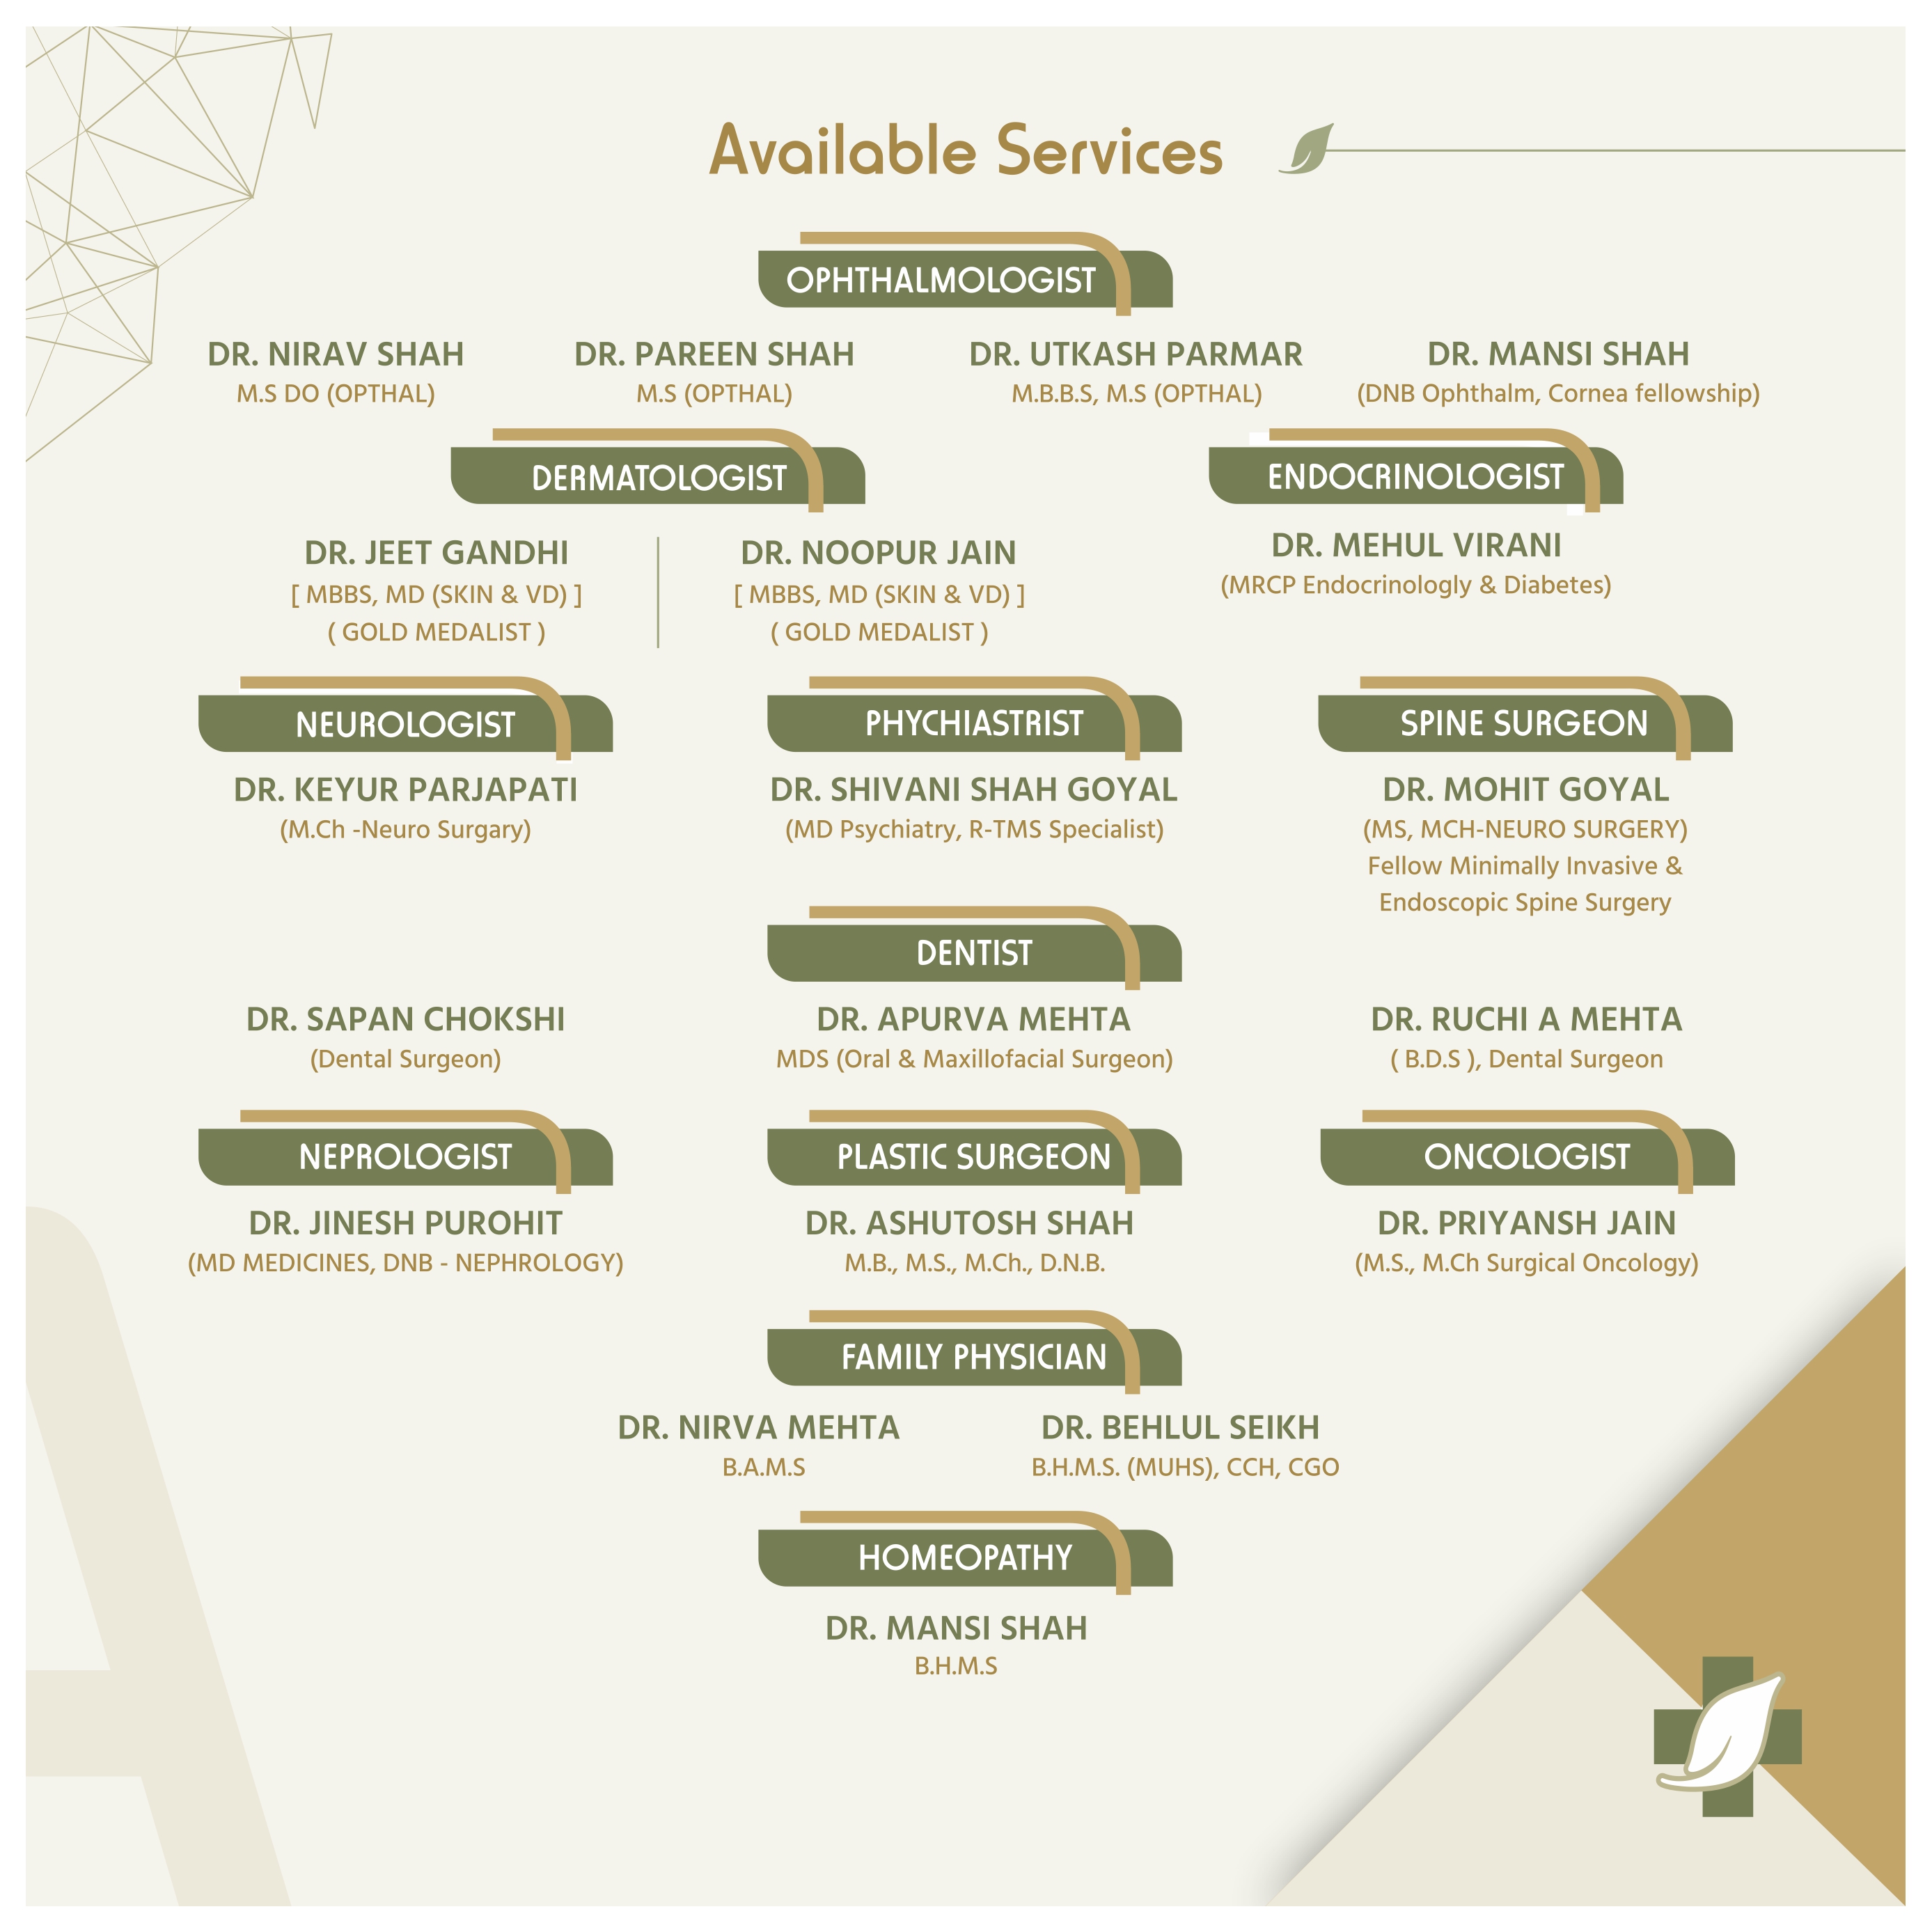 Available Services
OPHTHALMOLOGIST
DR. NIRAV SHAH
M.S DO (OPTHAL)
DR. PAREEN SHAH
M.S (OPTHAL)
DR. UTKASH PARMAR
M.B.B.S, M.S (OPTHAL)
DR. MANSI SHAH
(DNB Ophthalm, Cornea fellowship)
DERMATOLOGIST
DR. JEET GANDHI
[ MBBS, MD (SKIN & VD) ]
( GOLD MEDALIST )
DR. NOOPUR JAIN
[ MBBS, MD (SKIN & VD) ]
( GOLD MEDALIST )
ENDOCRINOLOGIST
DR. MEHUL VIRANI
(MRCP Endocrinologly & Diabetes)
NEUROLOGIST
DR. KEYUR PARJAPATI
(M.Ch -Neuro Surgary)
PHYCHIASTRIST
DR. SHIVANI SHAH GOYAL
(MD Psychiatry, R-TMS Specialist)
SPINE SURGEON
DR. MOHIT GOYAL
(MS, MCH-NEURO SURGERY)
Fellow Minimally Invasive &
Endoscopic Spine Surgery
DENTIST
DR. SAPAN CHOKSHI
(Dental Surgeon)
DR. APURVA MEHTA
MDS (Oral & Maxillofacial Surgeon)
DR. RUCHI A MEHTA
( B.D.S ), Dental Surgeon
NEPROLOGIST
DR. JINESH PUROHIT
(MD MEDICINES, DNB - NEPHROLOGY)
PLASTIC SURGEON
DR. ASHUTOSH SHAH
M.B., M.S., M.Ch., D.N.B.
ONCOLOGIST
DR. PRIYANSH JAIN
(M.S., M.Ch Surgical Oncology)
FAMILY PHYSICIAN
DR. NIRVA MEHTA
B.A.M.S
DR. BEHLUL SEIKH
B.H.M.S. (MUHS), CCH, CGO
HOMEOPATHY
DR. MANSI SHAH
B.H.M.S